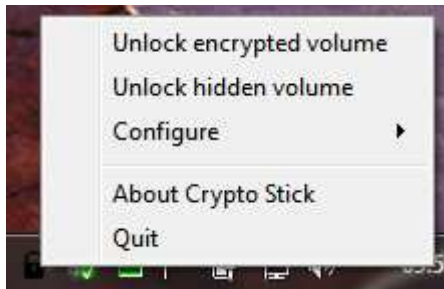 Unlock encrypted volume
Unlock hidden volume
Configure
About Crypto Stick
Quit